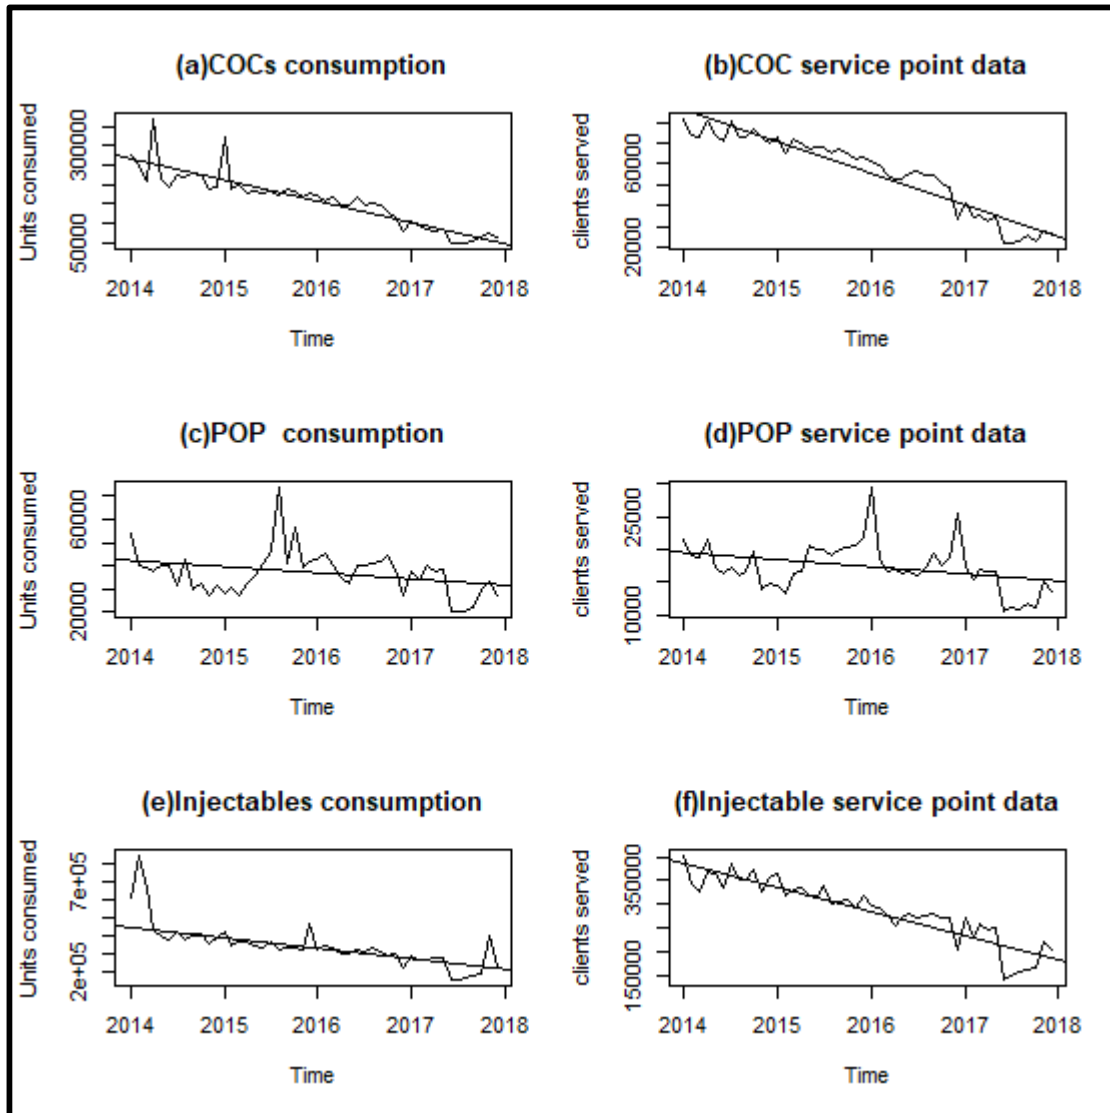 (a)COCs consumption
Units consumed
300000
50000
2014 2015 2016 2017 2018
Time
(b)COC service point data
clients served
60000
20000
2014 2015 2016 2017 2018
Time
(c)POP consumption
Units consumed
60000
20000
2014 2015 2016 2017 2018
Time
(d)POP service point data
clients served
25000
10000
2014 2015 2016 2017 2018
Time
(e)Injectables consumption
Units consumed
7e+05
2e+05
2014 2015 2016 2017 2018
Time
(f)Injectable service point data
clients served
350000
150000
2014 2015 2016 2017 2018
Time